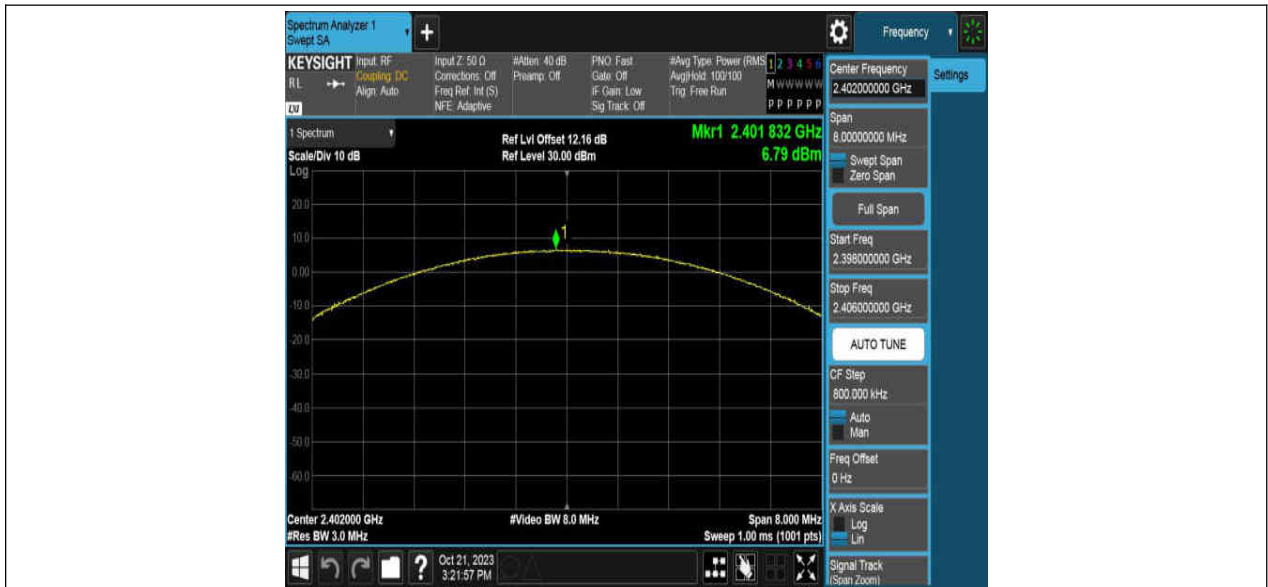 Spectrum Analyzer 1
Swept SA
+
Frequency
KEYSIGHT
RL
LXI
Input: RF
Coupling: DC
Align: Auto
Input Z: 50 Ω
Corrections: Off
Freq Ref: Int (S)
NFE: Adaptive
#Atten: 40 dB
Preamp: Off
PNO: Fast
Gate: Off
IF Gain: Low
Sig Track: Off
#Avg Type: Power (RMS
Avg|Hold: 100/100
Trig: Free Run
1 2 3 4 5 6
M W W W W W
P P P P P P
1 Spectrum
Scale/Div 10 dB
Log
Ref Lvl Offset 12.16 dB
Ref Level 30.00 dBm
Mkr1 2.401 832 GHz
6.79 dBm
20.0
10.0
0.00
-10.0
-20.0
-30.0
-40.0
-50.0
-60.0
1
Center 2.402000 GHz
#Res BW 3.0 MHz
#Video BW 8.0 MHz
Span 8.000 MHz
Sweep 1.00 ms (1001 pts)
?
Oct 21, 2023
3:21:57 PM
Center Frequency
2.402000000 GHz
Settings
Span
8.00000000 MHz
Swept Span
Zero Span
Full Span
Start Freq
2.398000000 GHz
Stop Freq
2.406000000 GHz
AUTO TUNE
CF Step
800.000 kHz
Auto
Man
Freq Offset
0 Hz
X Axis Scale
Log
Lin
Signal Track
(Span Zoom)